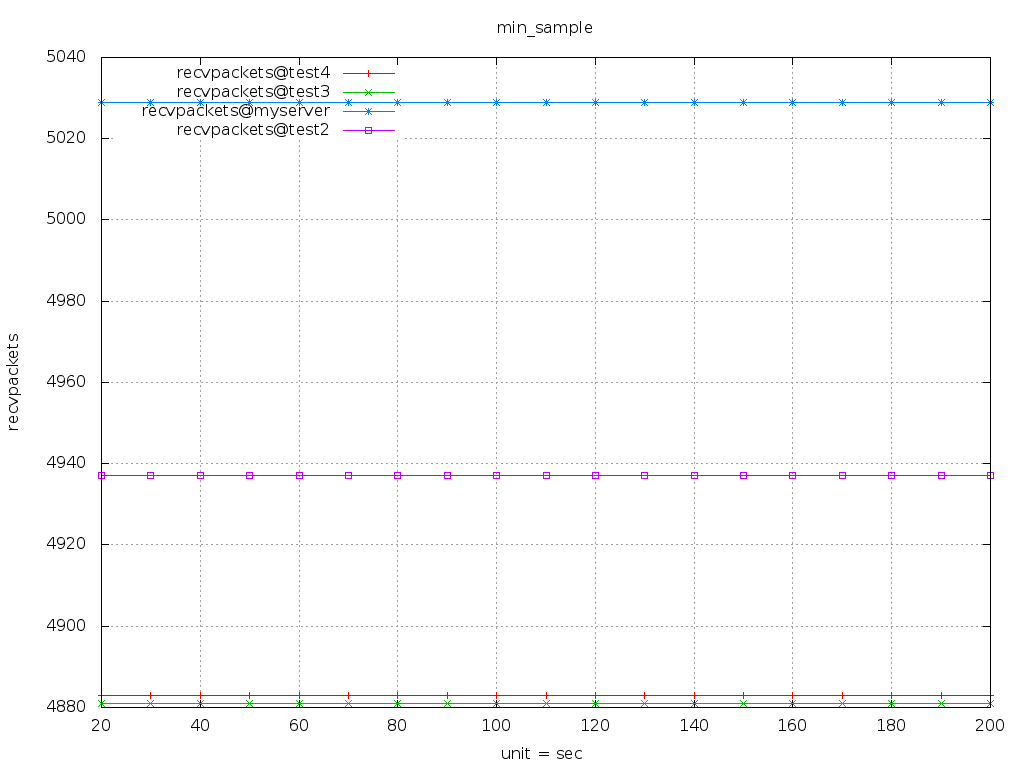 min_sample
5040
5020
5000
4980
4960
4940
4920
4900
4880
recvpackets
recvpackets@test4
recvpackets@test3
recvpackets@myserver
recvpackets@test2
20 40 60 80 100 120 140 160 180 200
unit = sec